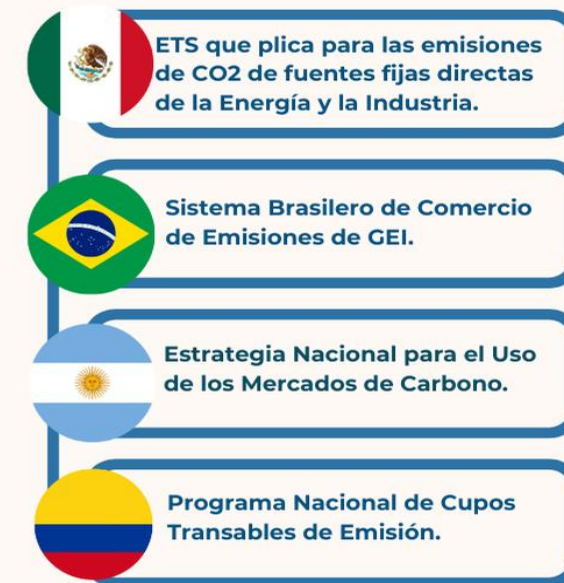 ETS que plica para las emisiones
de CO2 de fuentes fijas directas
de la Energía y la Industria.
Sistema Brasilero de Comercio
de Emisiones de GEI.
Estrategia Nacional para el Uso
de los Mercados de Carbono.
Programa Nacional de Cupos
Transables de Emisión.